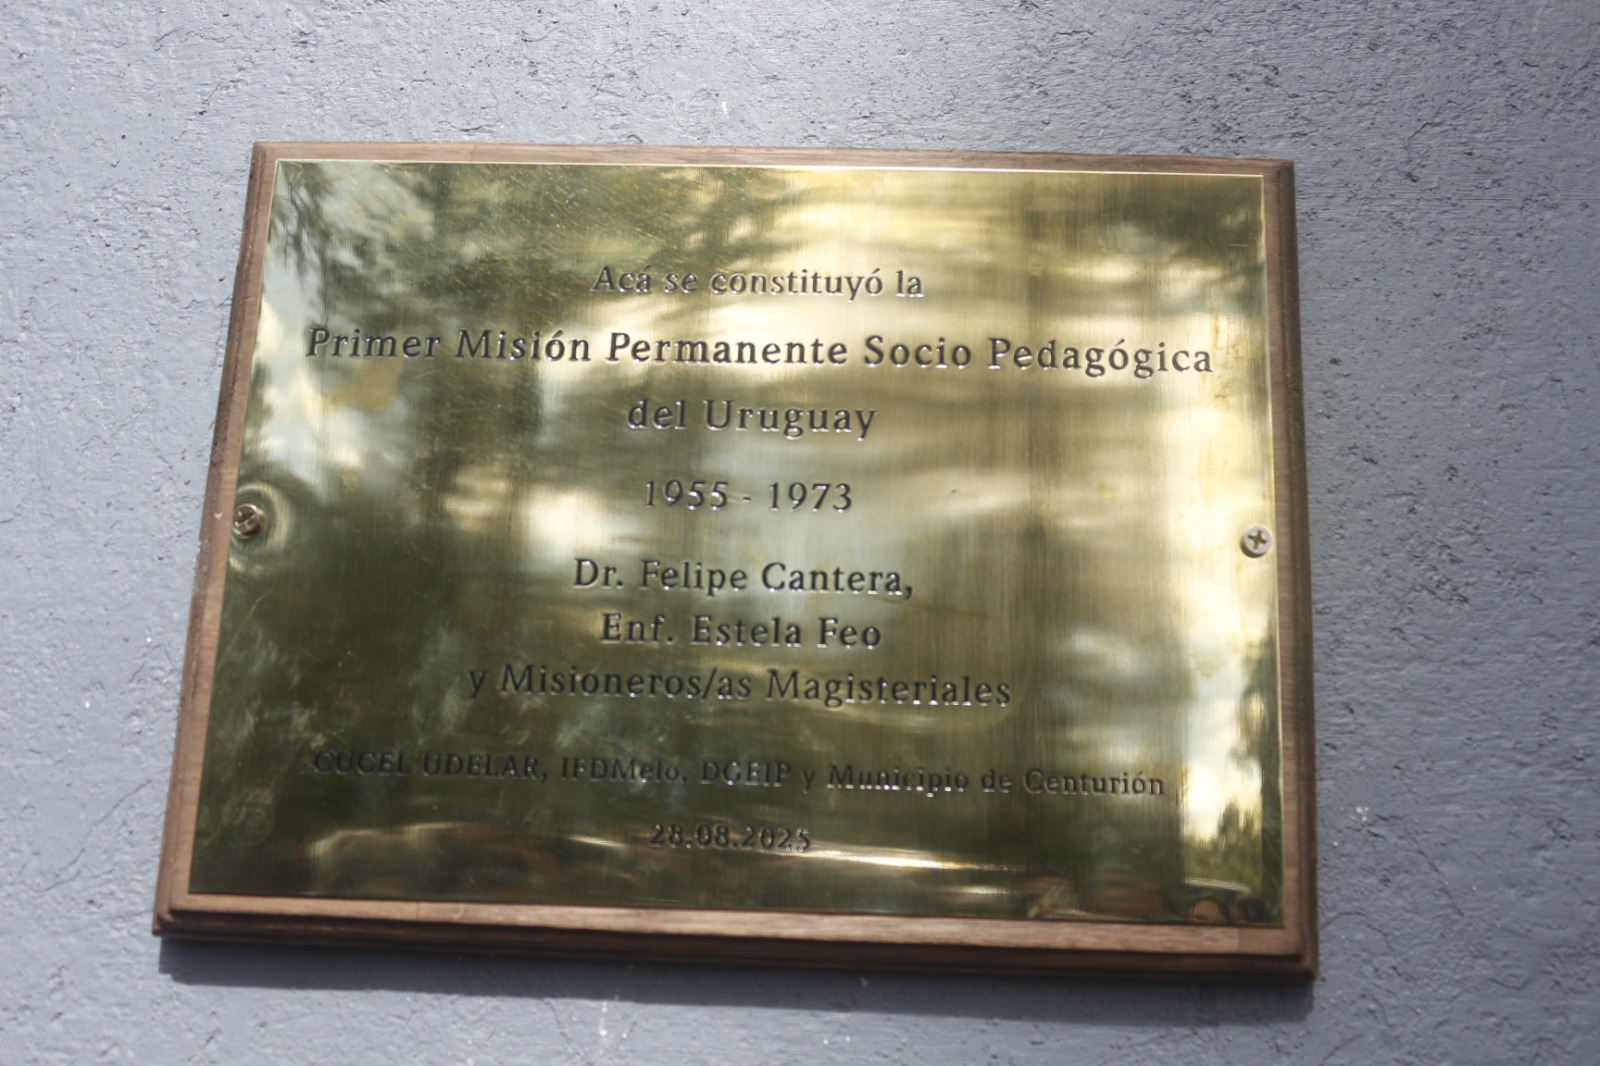 Acá se constituyó la
Primer Misión Permanente Socio Pedagógica
del Uruguay
1955 - 1973
Dr. Felipe Cantera,
Enf. Estela Feo
y Misioneros/as Magisteriales
CUCEL UDELAR, IFDMelo, DGEIP y Municipio de Centurión
28.08.2025